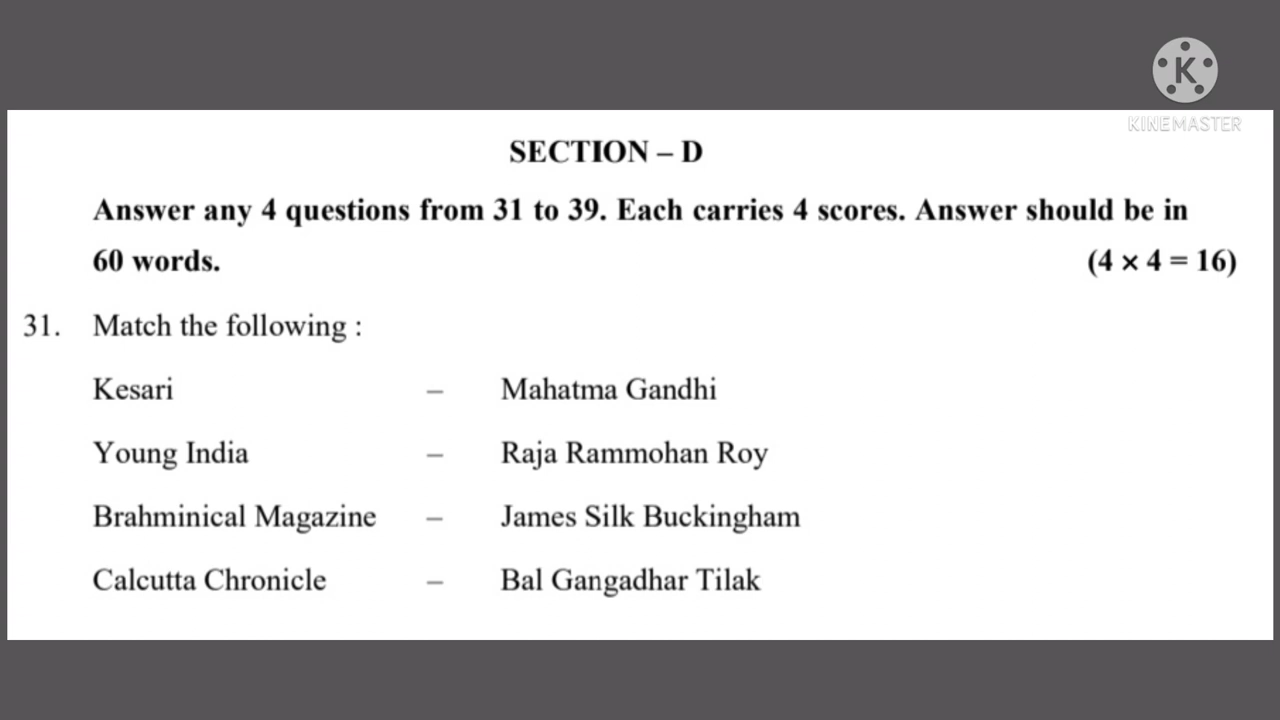 K
KINEMASTER
SECTION – D
Answer any 4 questions from 31 to 39. Each carries 4 scores. Answer should be in
60 words. (4 × 4 = 16)
31. Match the following :
Kesari – Mahatma Gandhi
Young India – Raja Rammohan Roy
Brahminical Magazine – James Silk Buckingham
Calcutta Chronicle – Bal Gangadhar Tilak